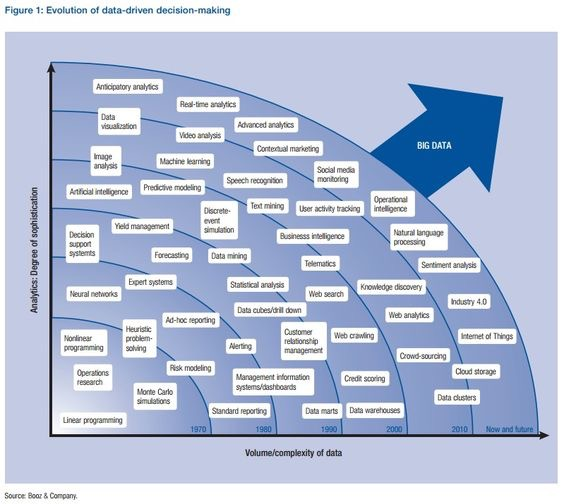 Figure 1: Evolution of data-driven decision-making
Anticipatory analytics
Real-time analytics
Data
visualization
Advanced analytics
Video analysis
BIG DATA
Contextual marketing
Image
analysis
Machine learning
Social media
monitoring
Speech recognition
Artificial intelligence
Predictive modeling
Operational
intelligence
Text mining
User activity tracking
Discrete-
event
simulation
Yield management
Decision
support
systemts
Businesss intelligence
Natural language
processing
Forecasting
Data mining
Telematics
Sentiment analysis
Expert systems
Statistical analysis
Knowledge discovery
Neural networks
Web search
Industry 4.0
Data cubes/drill down
Web analytics
Ad-hoc reporting
Heuristic
problem-
solving
Customer
relationship
management
Web crawling
Internet of Things
Nonlinear
programming
Alerting
Crowd-sourcing
Risk modeling
Operations
research
Management information
systems/dashboards
Credit scoring
Cloud storage
Monte Carlo
simulations
Data clusters
Linear programming
Standard reporting
Data marts
Data warehouses
1970
1980
1990
2000
2010
Now and future
Analytics: Degree of sophistication
Volume/complexity of data
Source: Booz & Company.